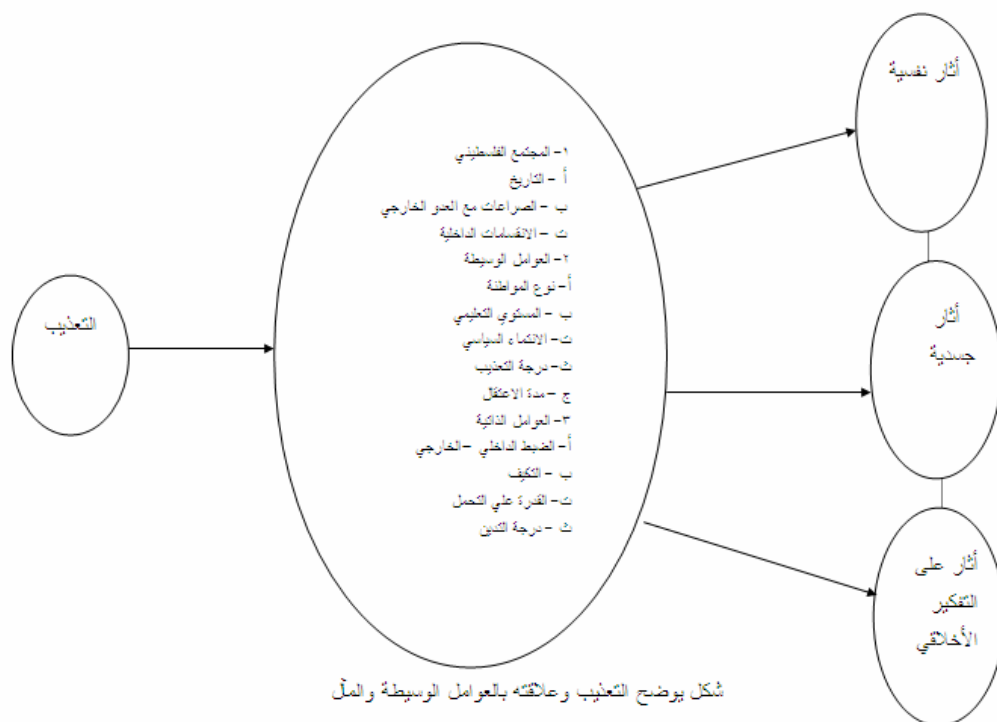 التعذيب
١- المجتمع الفلسطيني
أ - التاريخ
ب - الصراعات مع العدو الخارجي
ت - الانقسامات الداخلية
٢- العوامل الوسيطة
أ- نوع المواطنة
ب - المستوي التعليمي
ت- الانتماء السياسي
ث- درجة التعذيب
ج - مدة الاعتقال
٣- العوامل الذاتية
أ- الضبط الداخلي - الخارجي
ب - التكيف
ت- القدرة علي التحمل
ث - درجة التدين
أثار نفسية
أثار
جسدية
أثار على
التفكير
الأخلاقي
شكل يوضح التعذيب وعلاقته بالعوامل الوسيطة والمآل